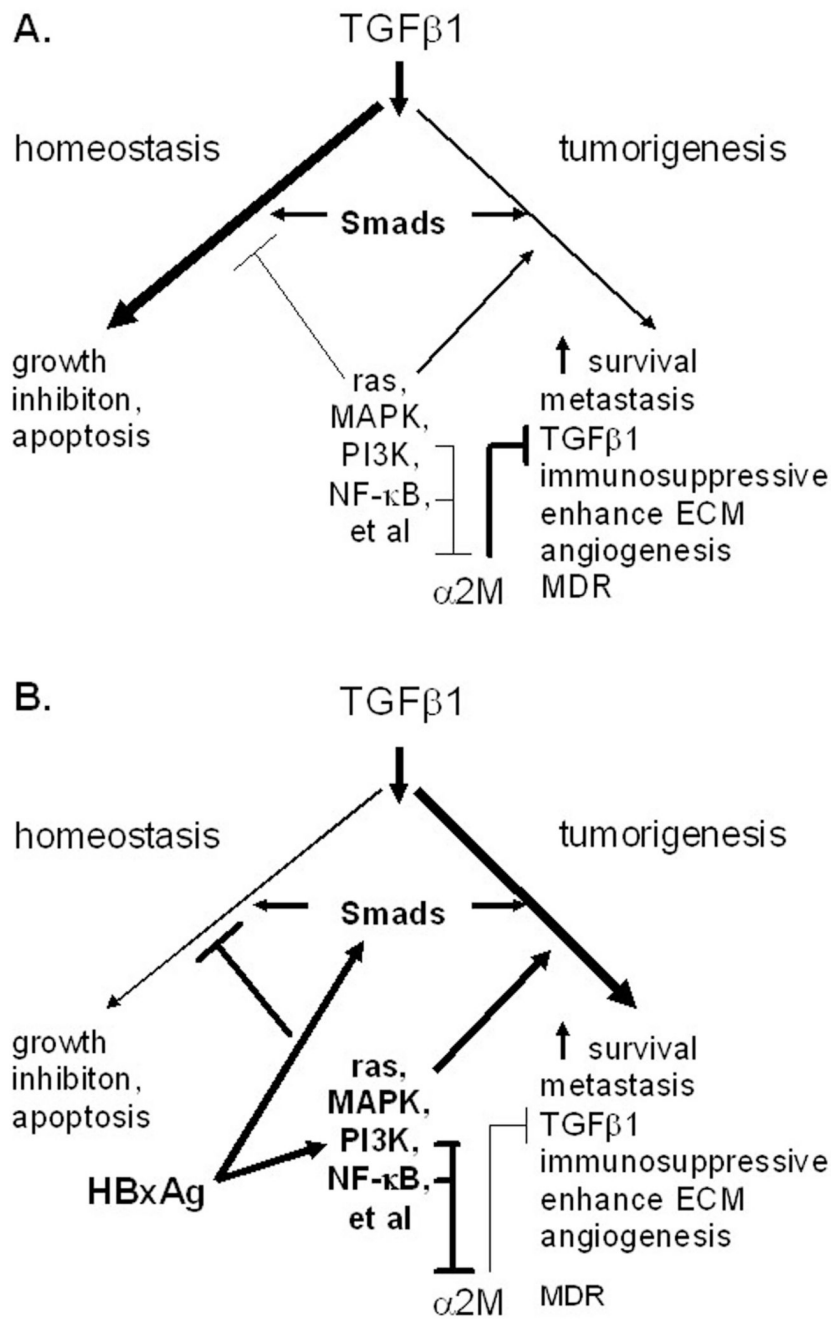 A.
TGFβ1
homeostasis
tumorigenesis
Smads
growth
inhibiton,
apoptosis
ras,
MAPK,
PI3K,
NF-κB,
et al
α2M
survival
metastasis
TGFβ1
immunosuppressive
enhance ECM
angiogenesis
MDR
B.
TGFβ1
homeostasis
tumorigenesis
Smads
growth
inhibiton,
apoptosis
HBxAg
ras,
MAPK,
PI3K,
NF-κB,
et al
α2M
survival
metastasis
TGFβ1
immunosuppressive
enhance ECM
angiogenesis
MDR